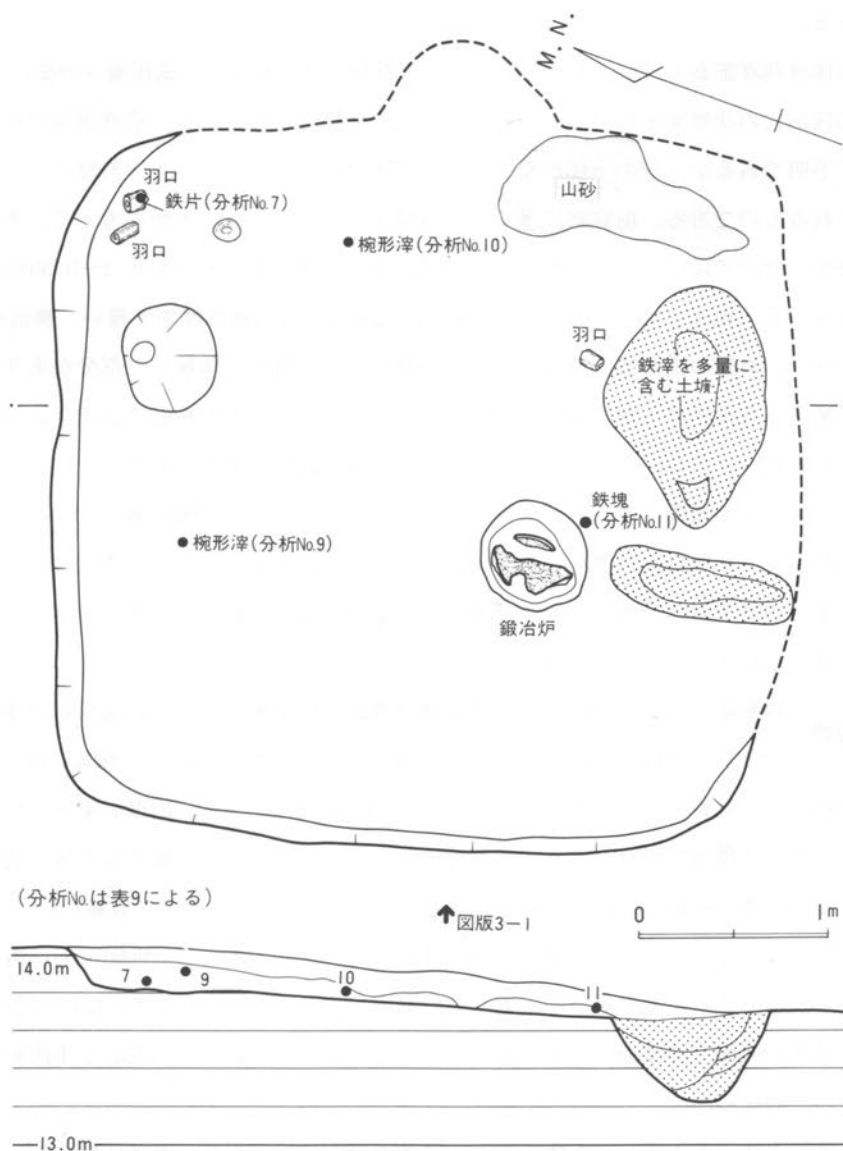 M.N.
羽口
鉄片(分析No.7)
羽口
山砂
椀形滓(分析No.10)
羽口
鉄滓を多量に
含む土壙
鉄塊
(分析No.11)
椀形滓(分析No.9)
鍛冶炉
(分析No.は表9による)
図版3-1
0 1m
14.0m
7
9
10
11
13.0m